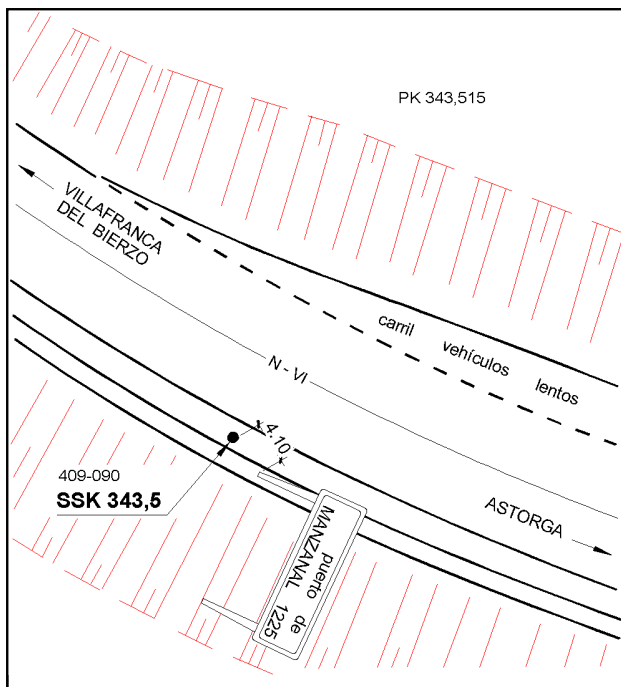 PK 343,515
VILLAFRANCA
DEL BIERZO
carril vehículos lentos
N - VI
4.10
409-090
SSK 343,5
ASTORGA
puerto de
MANZANAL 1225